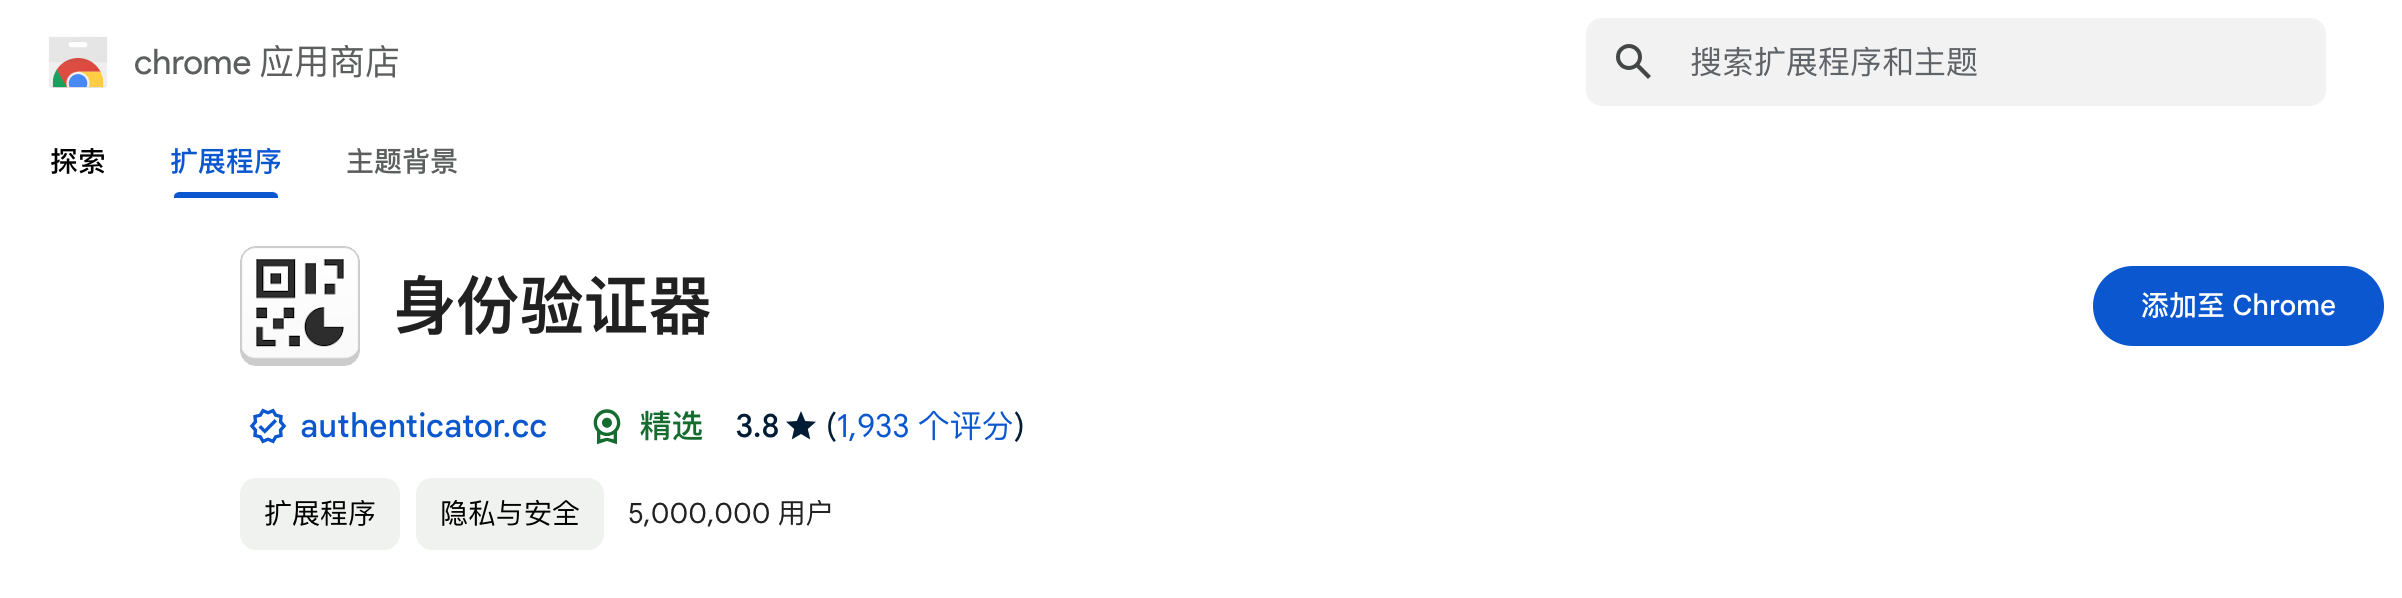 chrome 应用商店
搜索扩展程序和主题
探索 扩展程序 主题背景
身份验证器
添加至 Chrome
authenticator.cc 精选 3.8 ★ (1,933 个评分)
扩展程序 隐私与安全 5,000,000 用户